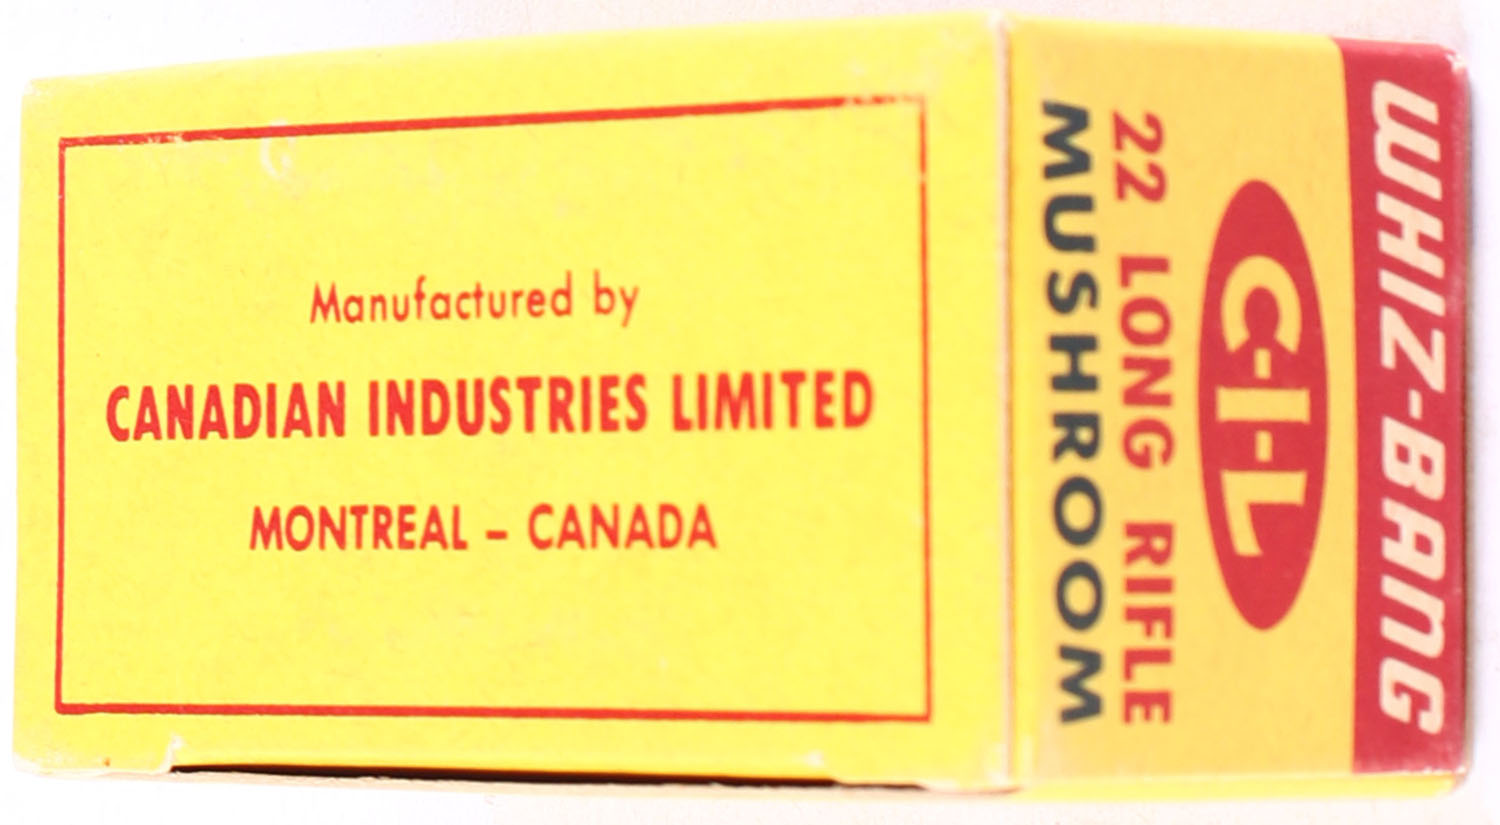 Manufactured by
CANADIAN INDUSTRIES LIMITED
MONTREAL – CANADA
WHIZ-BANG
C-I-L
22 LONG RIFLE
MUSHROOM